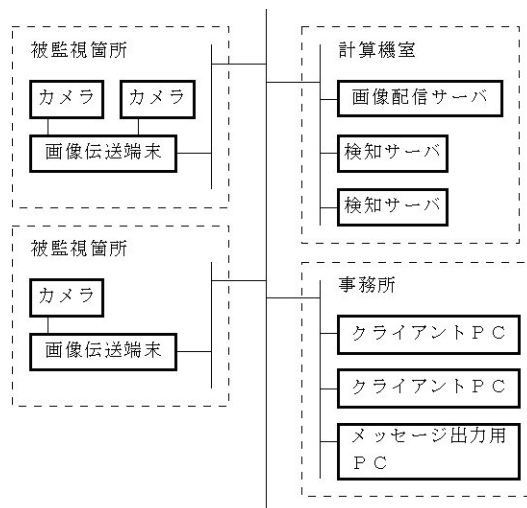 被監視箇所
カメラ カメラ
画像伝送端末
被監視箇所
カメラ
画像伝送端末
計算機室
画像配信サーバ
検知サーバ
検知サーバ
事務所
クライアントＰＣ
クライアントＰＣ
メッセージ出力用
ＰＣ